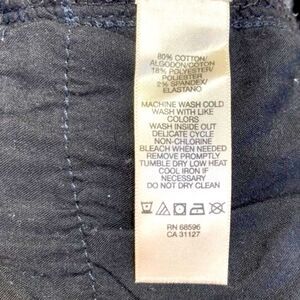 80% COTTON/
ALGODON/COTON
18% POLYESTER/
POLIESTER
2% SPANDEX/
ELASTANO
MACHINE WASH COLD
WASH WITH LIKE
COLORS
WASH INSIDE OUT
DELICATE CYCLE
NON-CHLORINE
BLEACH WHEN NEEDED
REMOVE PROMPTLY
TUMBLE DRY LOW HEAT
COOL IRON IF
NECESSARY
DO NOT DRY CLEAN
RN 68596
CA 31127